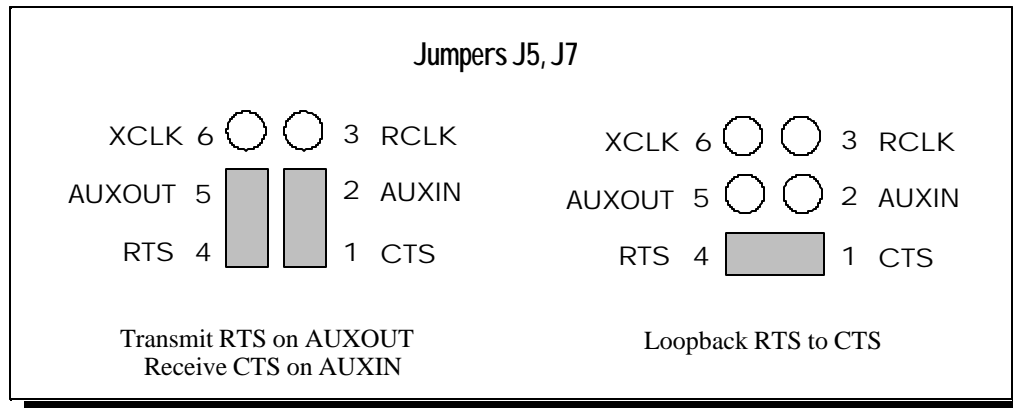 Jumpers J5, J7
XCLK 6 3 RCLK
AUXOUT 5 2 AUXIN
RTS 4 1 CTS
Transmit RTS on AUXOUT
Receive CTS on AUXIN
XCLK 6 3 RCLK
AUXOUT 5 2 AUXIN
RTS 4 1 CTS
Loopback RTS to CTS